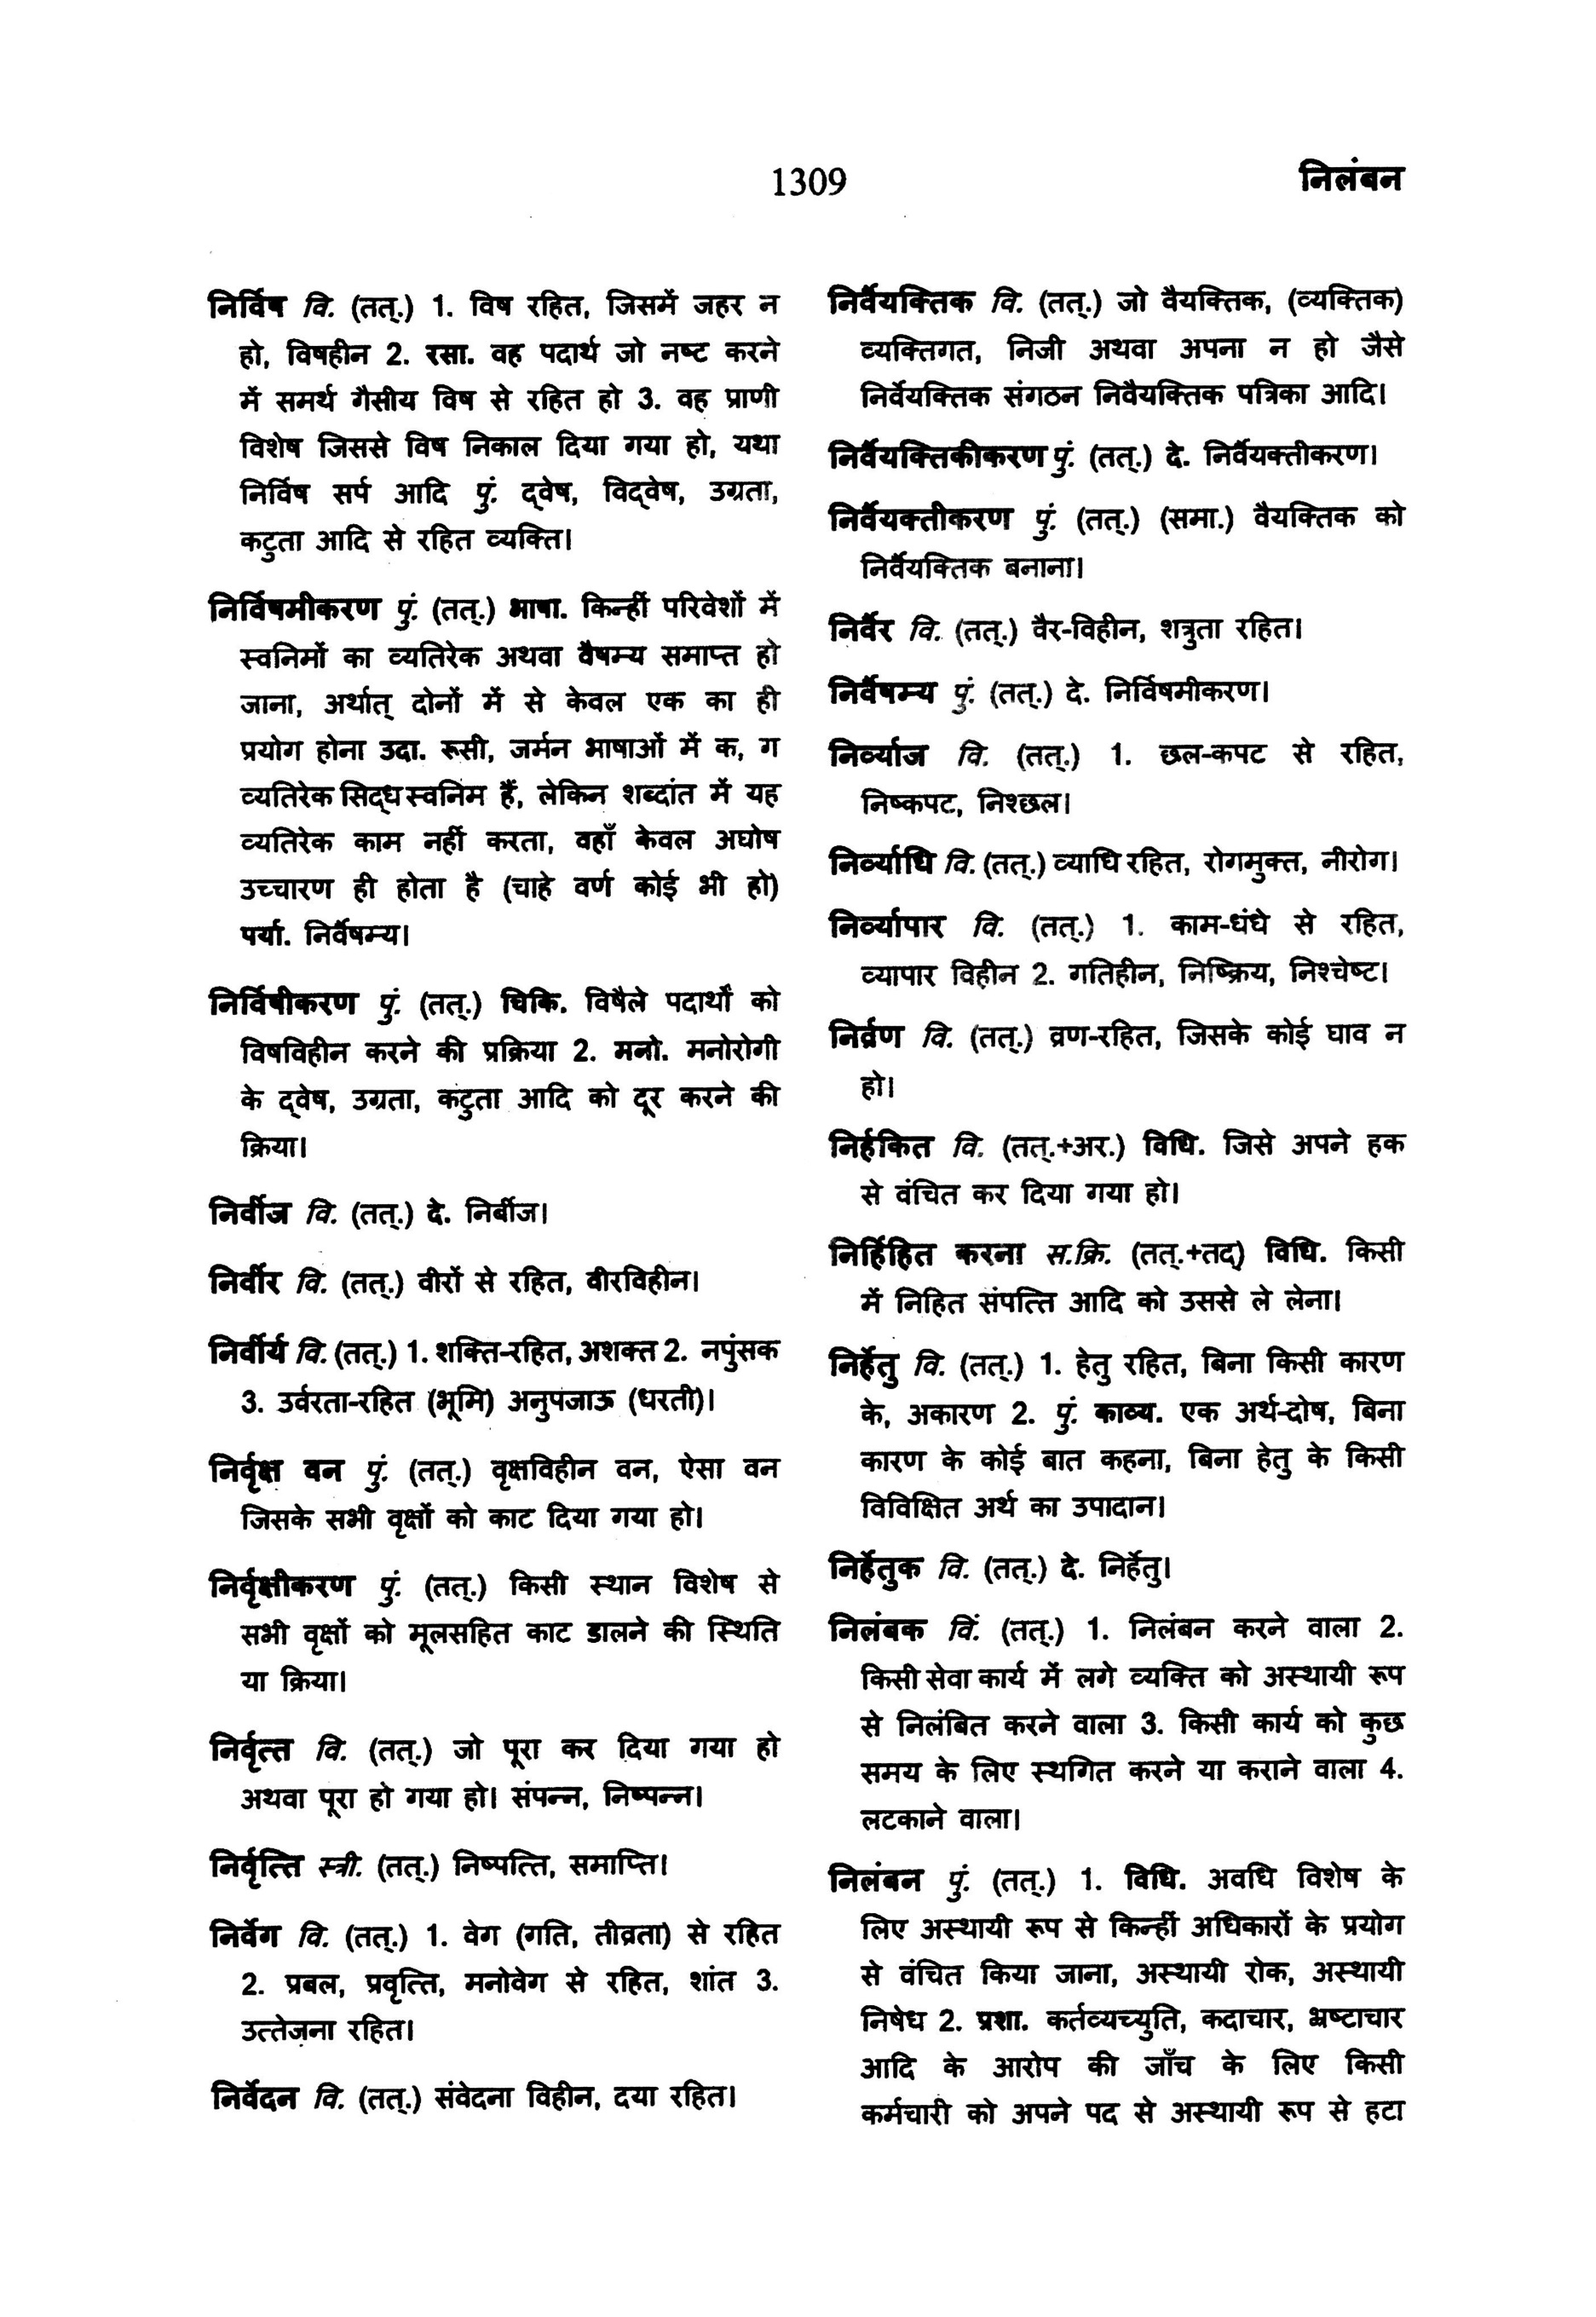 1309
निलंबन
निर्विष वि. (तत्.) 1. विष रहित, जिसमें जहर न
हो, विषहीन 2. रसा. वह पदार्थ जो नष्ट करने
में समर्थ गैसीय विष से रहित हो 3. वह प्राणी
विशेष जिससे विष निकाल दिया गया हो, यथा
निर्विष सर्प आदि पुं. द्वेष, विद्वेष, उग्रता,
कटुता आदि से रहित व्यक्ति।
निर्विषमीकरण पुं. (तत्.) भाषा. किन्हीं परिवेशों में
स्वनिमों का व्यतिरेक अथवा वैषम्य समाप्त हो
जाना, अर्थात् दोनों में से केवल एक का ही
प्रयोग होना उदा. रूसी, जर्मन भाषाओं में क, ग
व्यतिरेक सिद्ध स्वनिम हैं, लेकिन शब्दांत में यह
व्यतिरेक काम नहीं करता, वहाँ केवल अघोष
उच्चारण ही होता है (चाहे वर्ण कोई भी हो)
पर्या. निर्वैषम्य।
निर्विषीकरण पुं. (तत्.) चिकि. विषैले पदार्थों को
विषविहीन करने की प्रक्रिया 2. मनो. मनोरोगी
के द्वेष, उग्रता, कटुता आदि को दूर करने की
क्रिया।
निर्वीज वि. (तत्.) दे. निर्बीज।
निर्वीर वि. (तत्.) वीरों से रहित, वीरविहीन।
निर्वीर्य वि. (तत्.) 1. शक्ति-रहित, अशक्त 2. नपुंसक
3. उर्वरता-रहित (भूमि) अनुपजाऊ (धरती)।
निर्वृक्ष वन पुं. (तत्.) वृक्षविहीन वन, ऐसा वन
जिसके सभी वृक्षों को काट दिया गया हो।
निर्वृक्षीकरण पुं. (तत्.) किसी स्थान विशेष से
सभी वृक्षों को मूलसहित काट डालने की स्थिति
या क्रिया।
निर्वृत्त वि. (तत्.) जो पूरा कर दिया गया हो
अथवा पूरा हो गया हो। संपन्न, निष्पन्न।
निर्वृत्ति स्त्री. (तत्.) निष्पत्ति, समाप्ति।
निर्वेग वि. (तत्.) 1. वेग (गति, तीव्रता) से रहित
2. प्रबल, प्रवृत्ति, मनोवेग से रहित, शांत 3.
उत्तेजना रहित।
निर्वेदन वि. (तत्.) संवेदना विहीन, दया रहित।
निर्वैयक्तिक वि. (तत्.) जो वैयक्तिक, (व्यक्तिक)
व्यक्तिगत, निजी अथवा अपना न हो जैसे
निर्वेयक्तिक संगठन निवैयक्तिक पत्रिका आदि।
निर्वैयक्तिकीकरण पुं. (तत्.) दे. निर्वैयक्तीकरण।
निर्वैयक्तीकरण पुं. (तत्.) (समा.) वैयक्तिक को
निर्वैयक्तिक बनाना।
निर्वैर वि. (तत्.) वैर-विहीन, शत्रुता रहित।
निर्वैषम्य पुं. (तत्.) दे. निर्विषमीकरण।
निर्व्याज वि. (तत्.) 1. छल-कपट से रहित,
निष्कपट, निश्छल।
निर्व्याधि वि. (तत्.) व्याधि रहित, रोगमुक्त, नीरोग।
निर्व्यापार वि. (तत्.) 1. काम-धंधे से रहित,
व्यापार विहीन 2. गतिहीन, निष्क्रिय, निश्चेष्ट।
निर्व्रण वि. (तत्.) व्रण-रहित, जिसके कोई घाव न
हो।
निर्हकित वि. (तत्.+अर.) विधि. जिसे अपने हक
से वंचित कर दिया गया हो।
निर्हिहित करना स.क्रि. (तत्.+तद्) विधि. किसी
में निहित संपत्ति आदि को उससे ले लेना।
निर्हेतु वि. (तत्.) 1. हेतु रहित, बिना किसी कारण
के, अकारण 2. पुं. काव्य. एक अर्थ-दोष, बिना
कारण के कोई बात कहना, बिना हेतु के किसी
विविक्षित अर्थ का उपादान।
निर्हेतुक वि. (तत्.) दे. निर्हेतु।
निलंबक विं (तत्.) 1. निलंबन करने वाला 2.
किसी सेवा कार्य में लगे व्यक्ति को अस्थायी रूप
से निलंबित करने वाला 3. किसी कार्य को कुछ
समय के लिए स्थगित करने या कराने वाला 4.
लटकाने वाला।
निलंबन पुं. (तत्.) 1. विधि. अवधि विशेष के
लिए अस्थायी रूप से किन्हीं अधिकारों के प्रयोग
से वंचित किया जाना, अस्थायी रोक, अस्थायी
निषेध 2. प्रशा. कर्तव्यच्युति, कदाचार, भ्रष्टाचार
आदि के आरोप की जाँच के लिए किसी
कर्मचारी को अपने पद से अस्थायी रूप से हटा